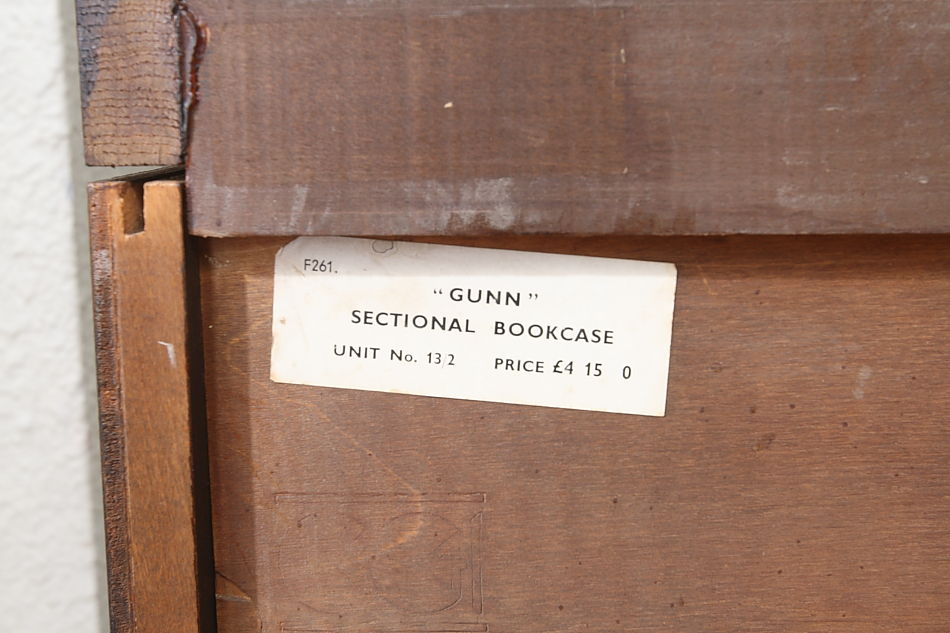 F261.
“GUNN”
SECTIONAL BOOKCASE
UNIT No. 13/2 PRICE £4 15 0